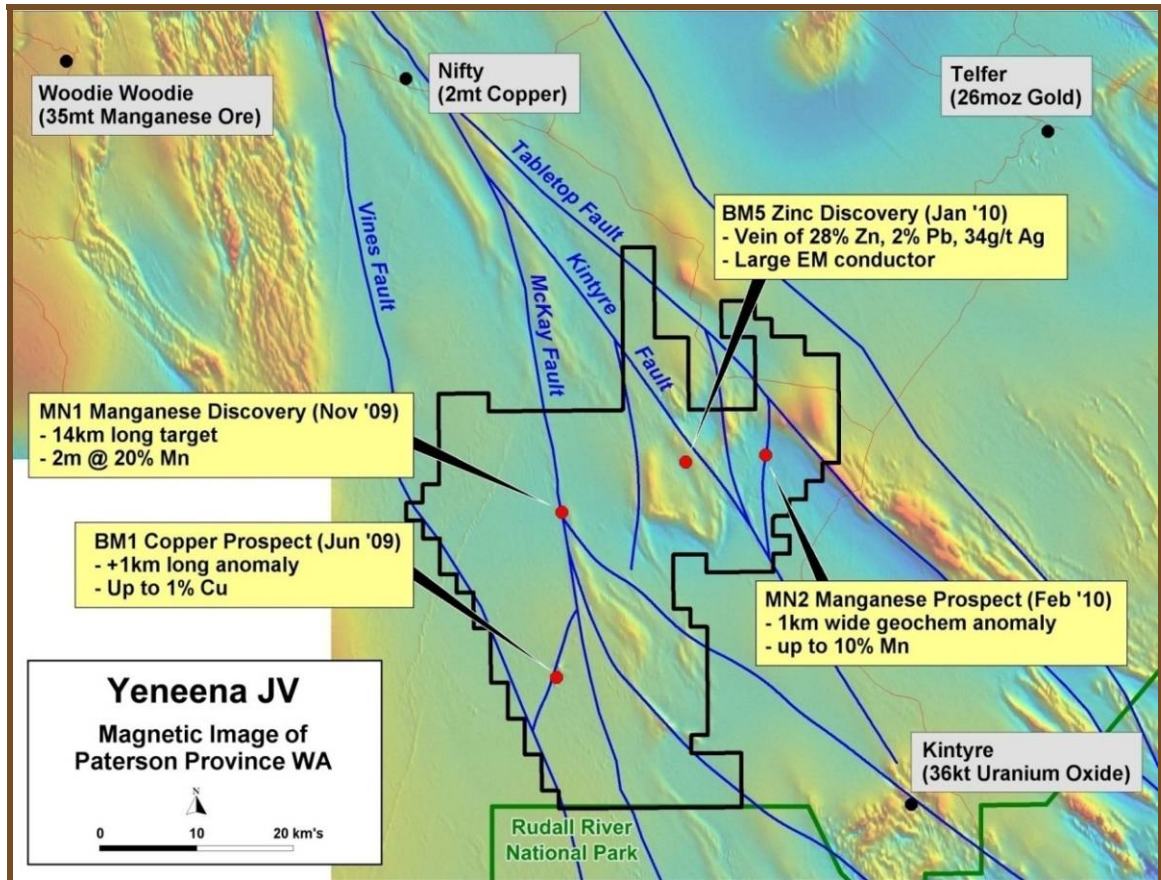 Woodie Woodie
(35mt Manganese Ore)
Nifty
(2mt Copper)
Telfer
(26moz Gold)
Vines Fault
McKay Fault
Kintyre
Fault
Tabletop Fault
BM5 Zinc Discovery (Jan '10)
- Vein of 28% Zn, 2% Pb, 34g/t Ag
- Large EM conductor
MN1 Manganese Discovery (Nov '09)
- 14km long target
- 2m @ 20% Mn
BM1 Copper Prospect (Jun '09)
- +1km long anomaly
- Up to 1% Cu
MN2 Manganese Prospect (Feb '10)
- 1km wide geochem anomaly
- up to 10% Mn
Yeneena JV
Magnetic Image of
Paterson Province WA
N
0 10 20 km's
Kintyre
(36kt Uranium Oxide)
Rudall River
National Park